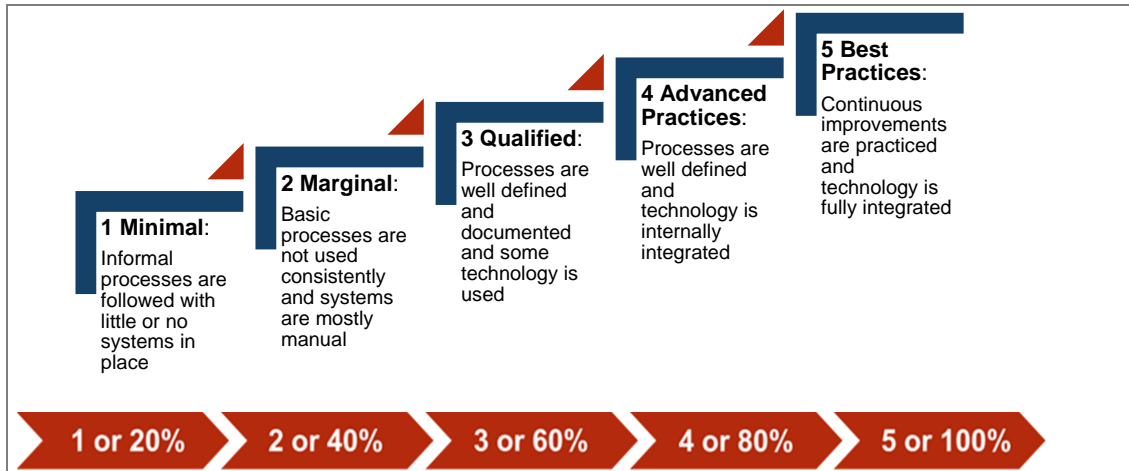 1 Minimal:
Informal
processes are
followed with
little or no
systems in
place
2 Marginal:
Basic
processes are
not used
consistently
and systems
are mostly
manual
3 Qualified:
Processes are
well defined
and
documented
and some
technology is
used
4 Advanced
Practices:
Processes are
well defined
and
technology is
internally
integrated
5 Best
Practices:
Continuous
improvements
are practiced
and
technology is
fully integrated
1 or 20%
2 or 40%
3 or 60%
4 or 80%
5 or 100%